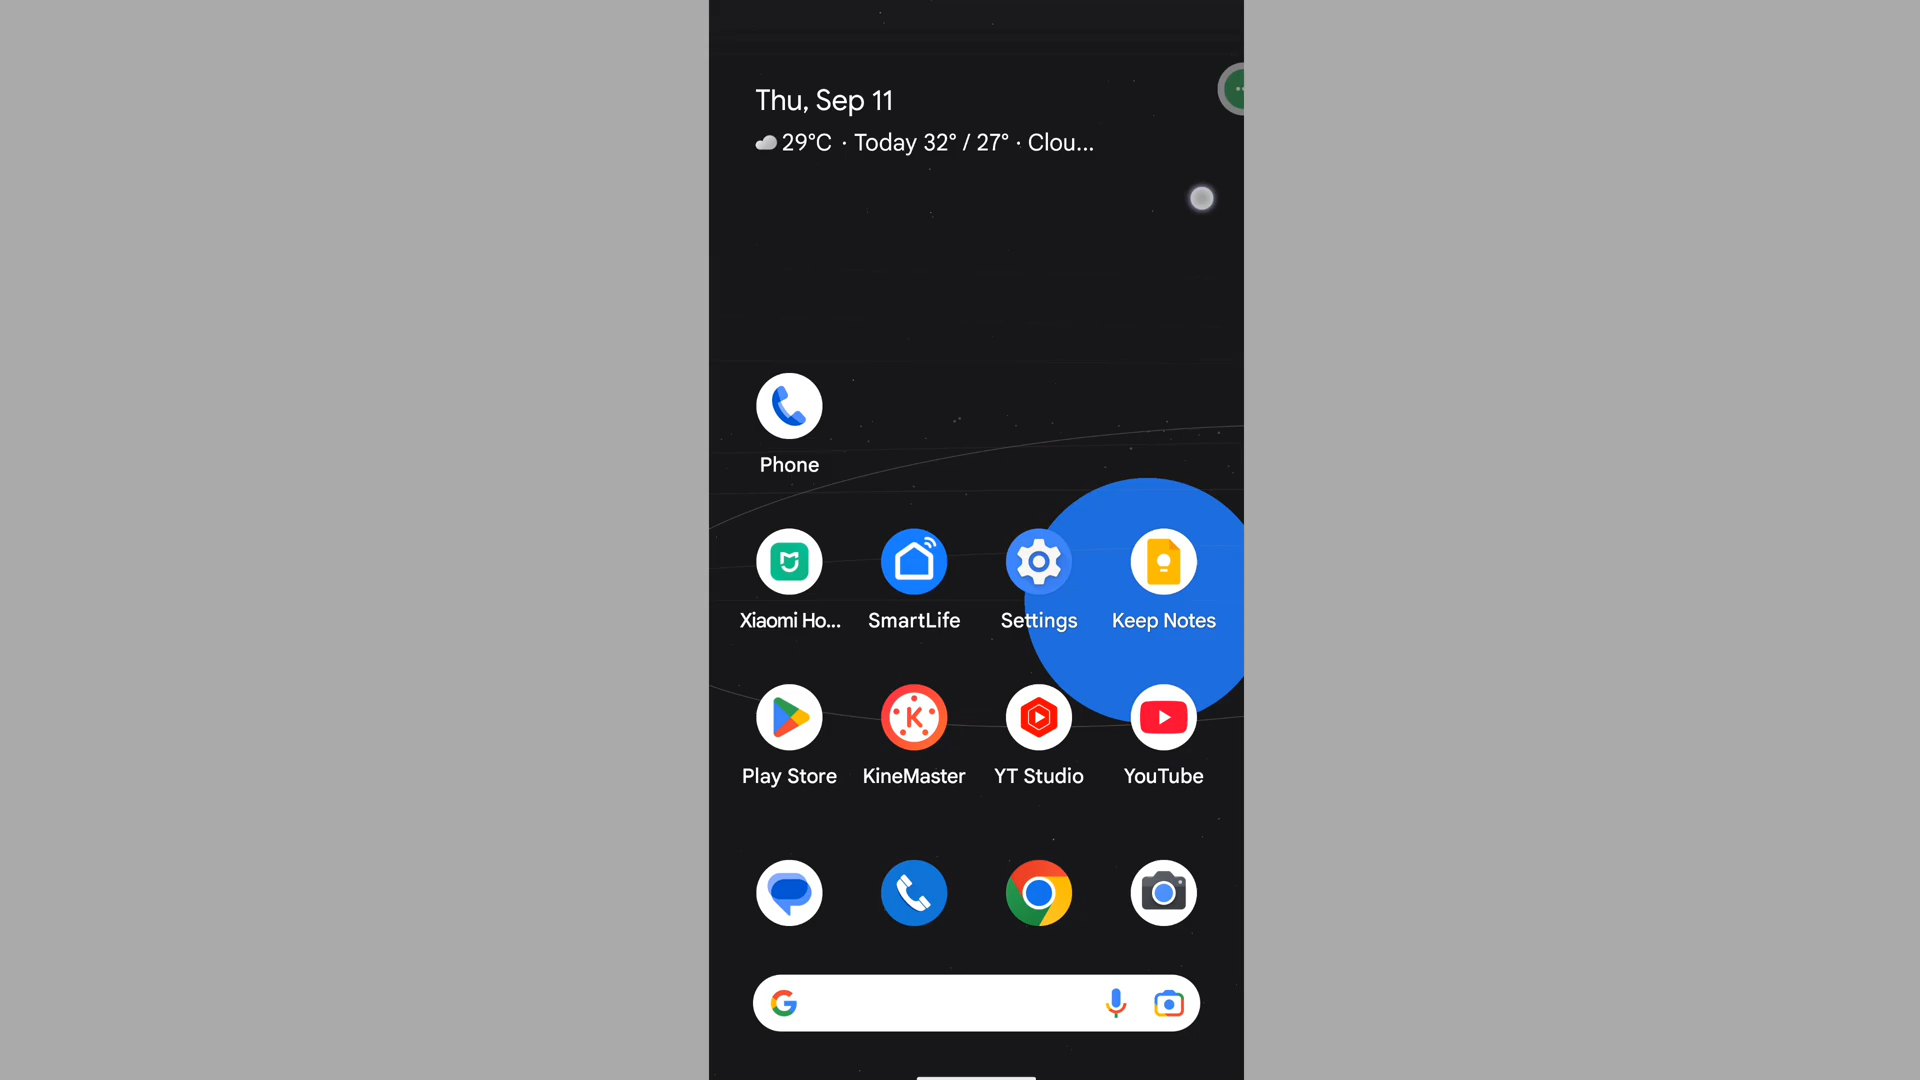 Thu, Sep 11
29°C · Today 32° / 27° · Clou...
Phone
Xiaomi Ho... SmartLife Settings Keep Notes
Play Store KineMaster YT Studio YouTube